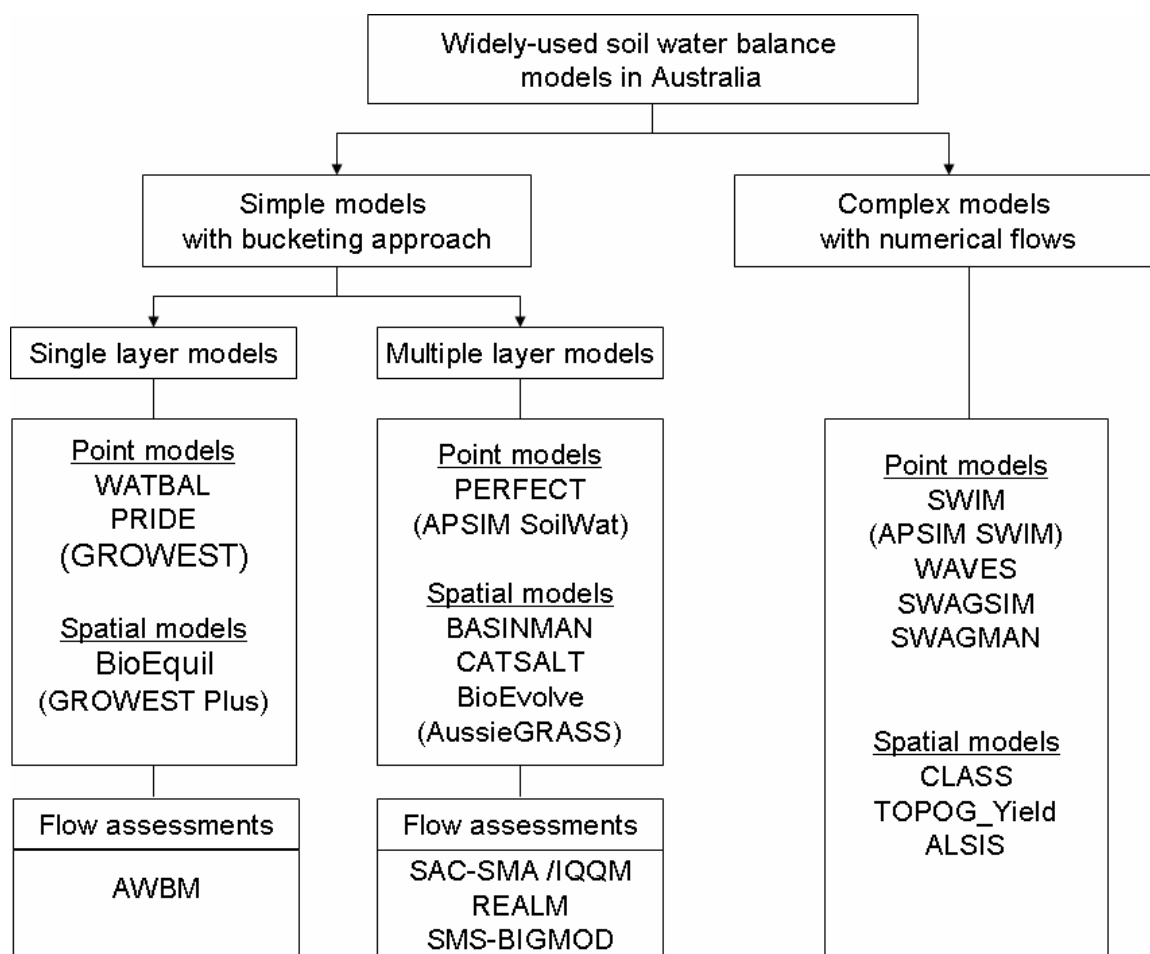 Widely-used soil water balance
models in Australia
Simple models
with bucketing approach
Complex models
with numerical flows
Single layer models
Multiple layer models
Point models
WATBAL
PRIDE
(GROWEST)
Spatial models
BioEquil
(GROWEST Plus)
Point models
PERFECT
(APSIM SoilWat)
Spatial models
BASINMAN
CATSALT
BioEvolve
(AussieGRASS)
Point models
SWIM
(APSIM SWIM)
WAVES
SWAGSIM
SWAGMAN
Spatial models
CLASS
TOPOG_Yield
ALSIS
Flow assessments
AWBM
Flow assessments
SAC-SMA /IQQM
REALM
SMS-BIGMOD